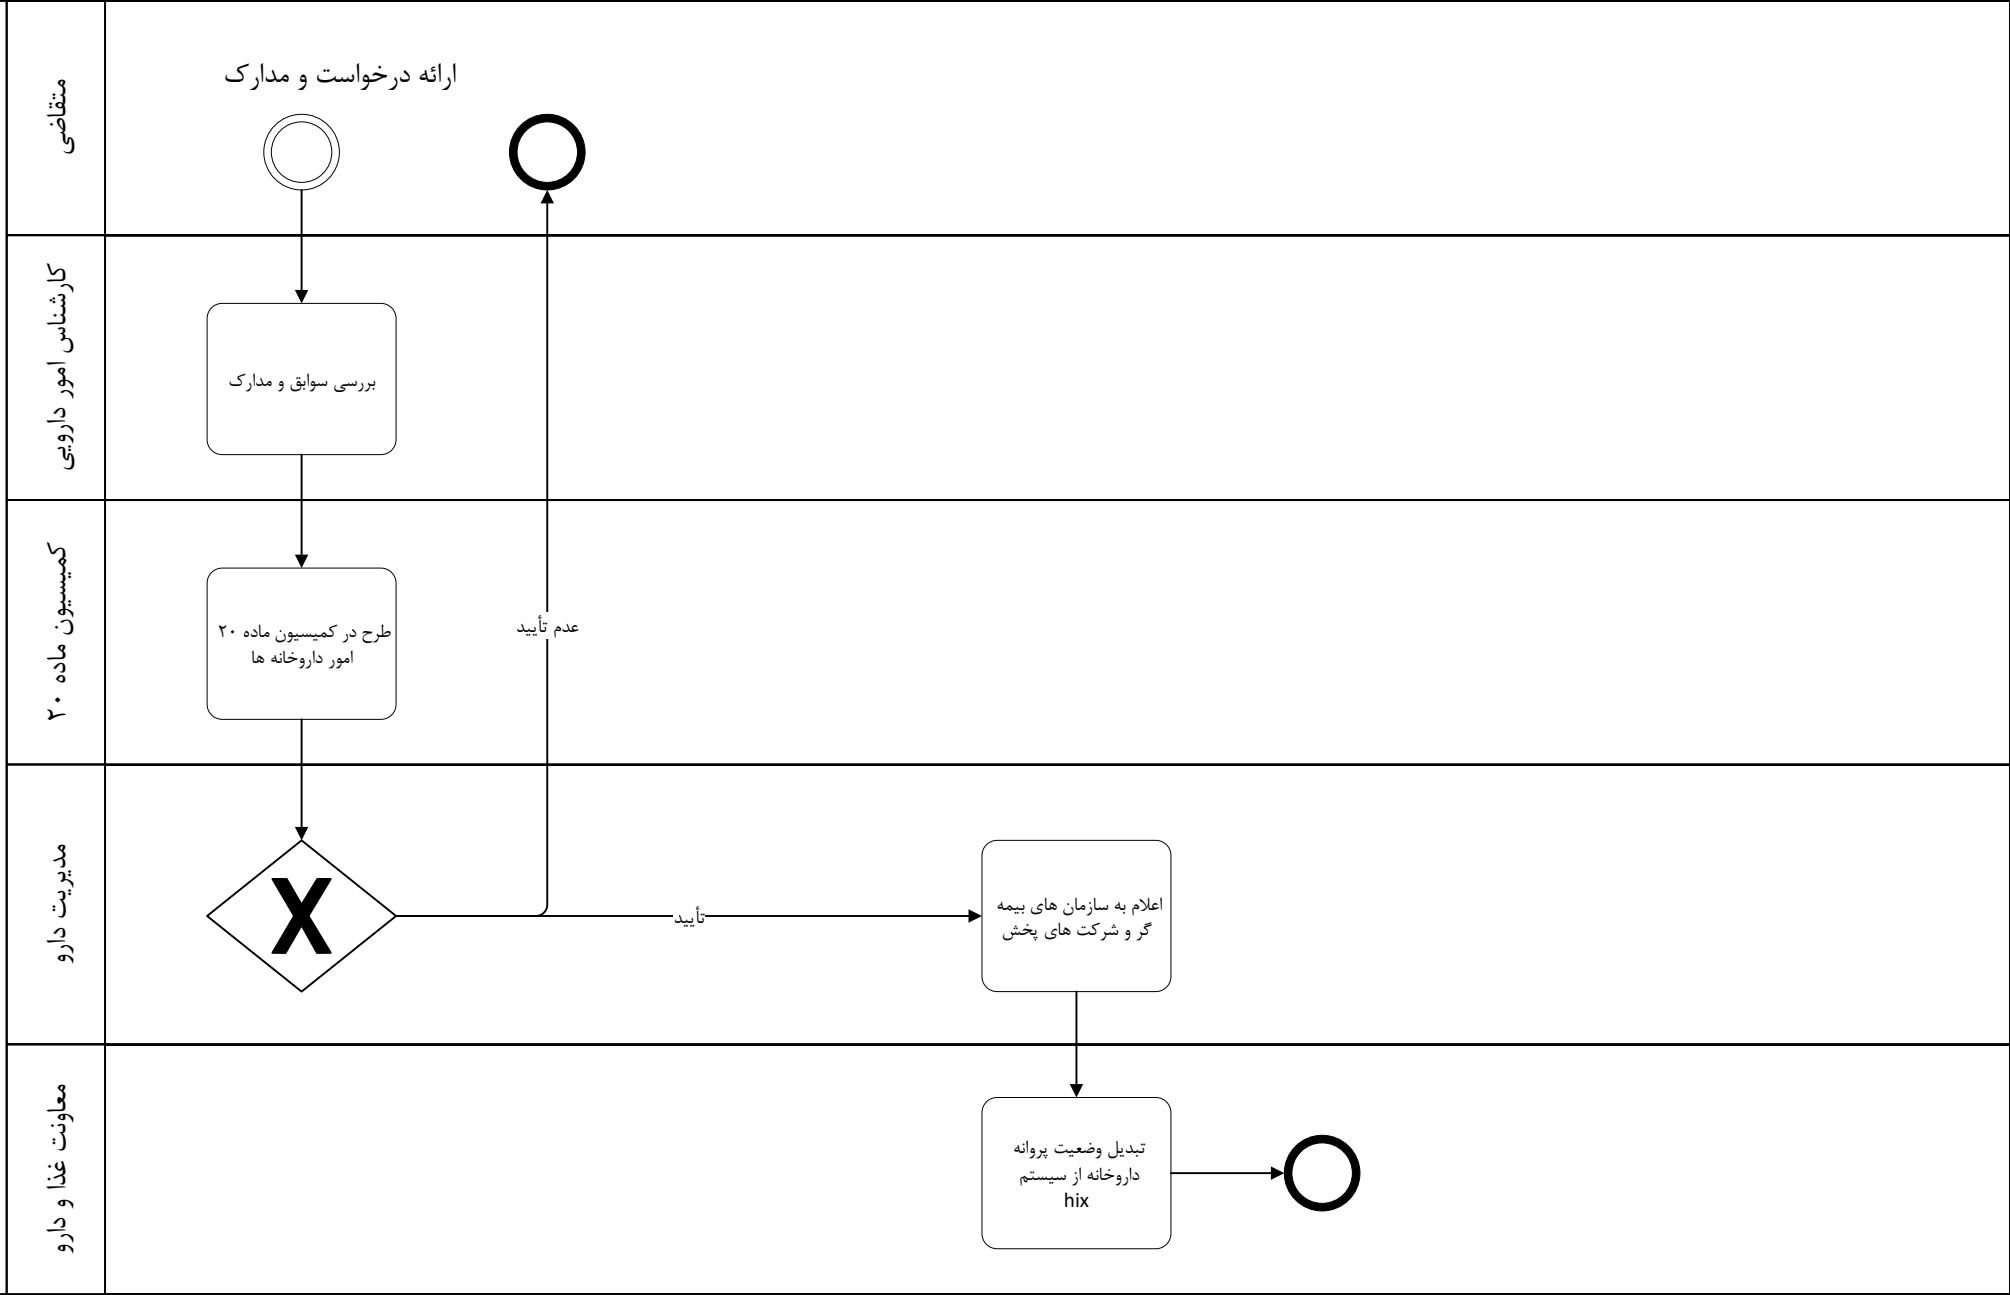 متقاضی
ارائه درخواست و مدارک
کارشناس امور دارویی
بررسی سوابق و مدارک
کمیسیون ماده ۲۰
طرح در کمیسیون ماده ۲۰
امور داروخانه ها
عدم تأیید
مدیریت دارو
X
تأیید
اعلام به سازمان های بیمه
گر و شرکت های پخش
معاونت غذا و دارو
تبدیل وضعیت پروانه
داروخانه از سیستم
hix